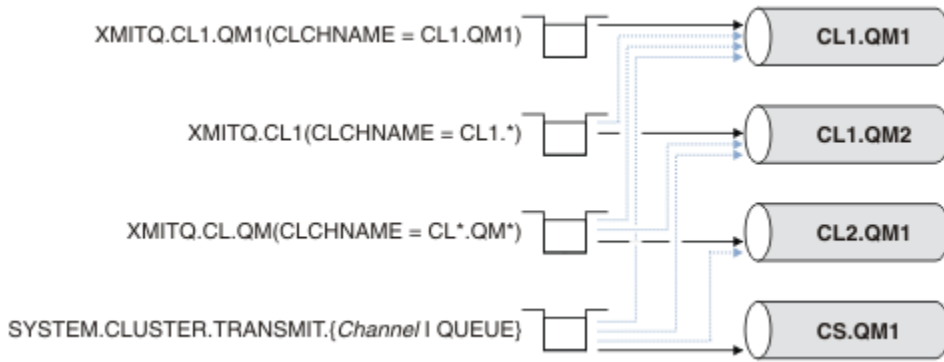 XMITQ.CL1.QM1(CLCHNAME = CL1.QM1)
CL1.QM1
XMITQ.CL1(CLCHNAME = CL1.*)
CL1.QM2
XMITQ.CL.QM(CLCHNAME = CL*.QM*)
CL2.QM1
SYSTEM.CLUSTER.TRANSMIT.{Channel I QUEUE}
CS.QM1